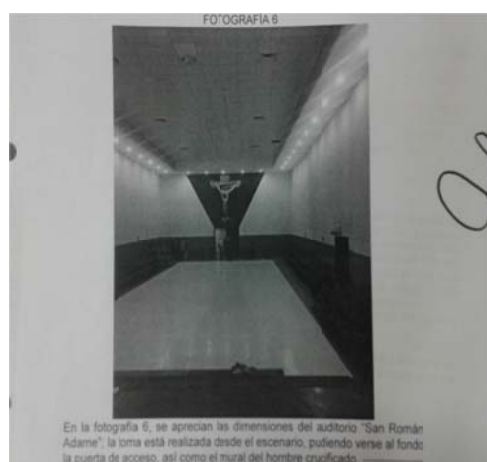 FOTOGRAFÍA 6
En la fotografía 6, se aprecian las dimensiones del auditorio "San Román
Adame"; la toma está realizada desde el escenario, pudiendo verse al fondo
la puerta de acceso, así como el mural del hombre crucificado.